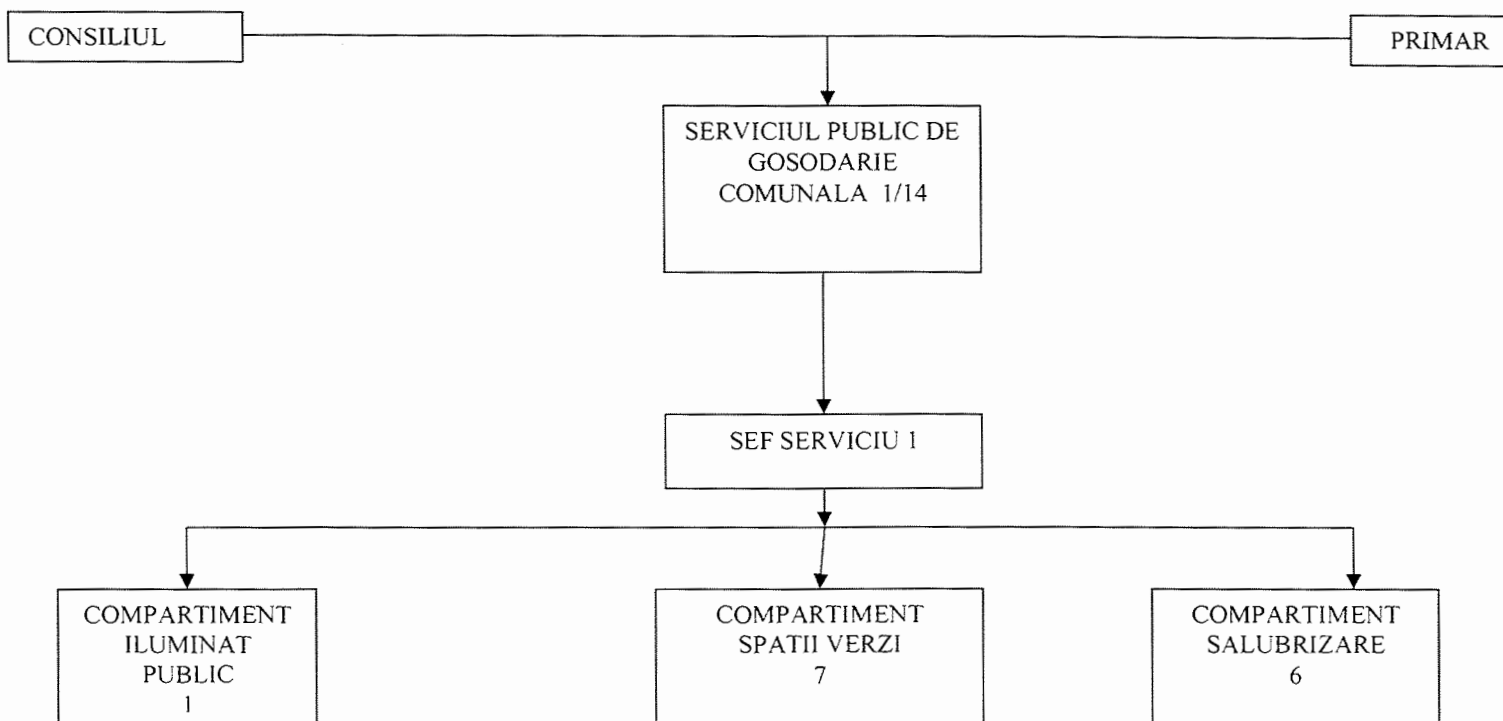 CONSILIUL
PRIMAR
SERVICIUL PUBLIC DE
GOSODARIE
COMUNALA 1/14
SEF SERVICIU 1
COMPARTIMENT
ILUMINAT
PUBLIC
1
COMPARTIMENT
SPATII VERZI
7
COMPARTIMENT
SALUBRIZARE
6